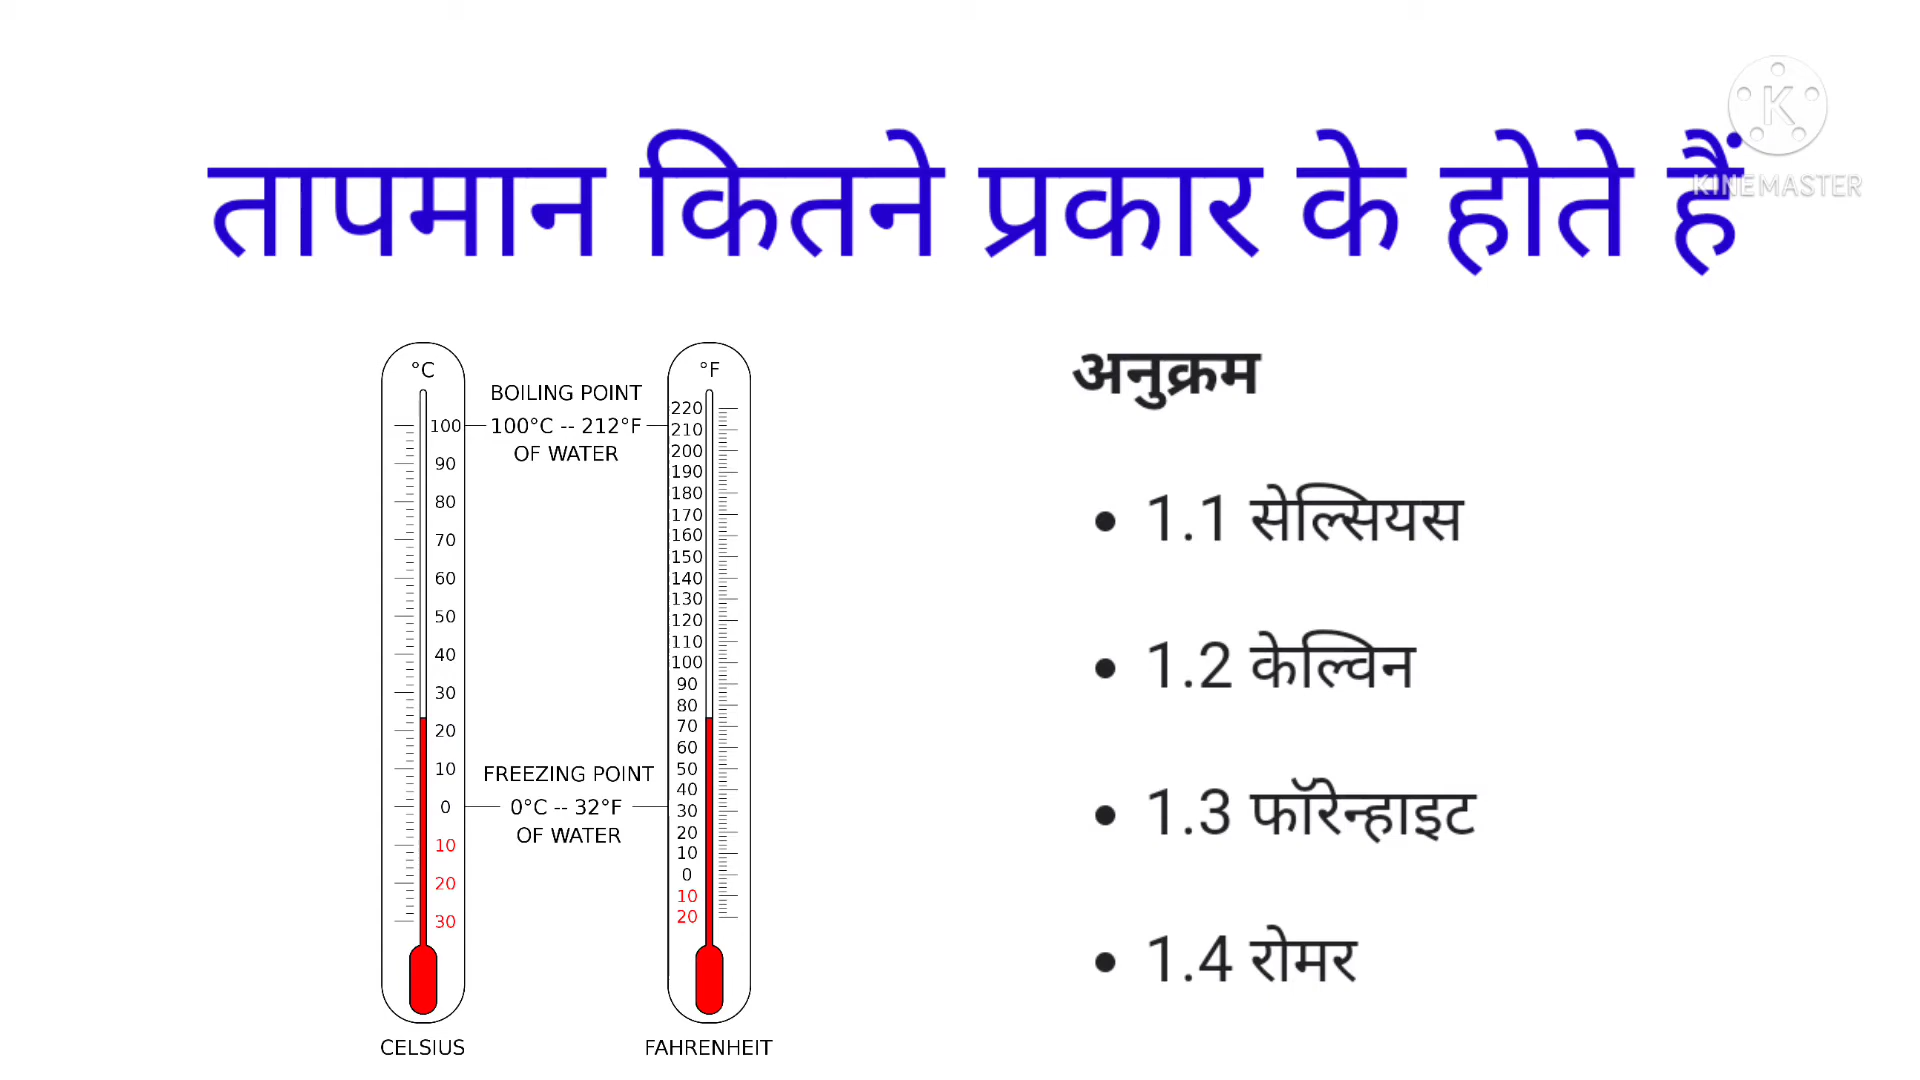 K
KINEMASTER
तापमान कितने प्रकार के होते हैं
°C
100
90
80
70
60
50
40
30
20
10
0
10
20
30
CELSIUS
BOILING POINT
100°C -- 212°F
OF WATER
FREEZING POINT
0°C -- 32°F
OF WATER
°F
220
210
200
190
180
170
160
150
140
130
120
110
100
90
80
70
60
50
40
30
20
10
0
10
20
FAHRENHEIT
अनुक्रम
• 1.1 सेल्सियस
• 1.2 केल्विन
• 1.3 फॉरेन्हाइट
• 1.4 रोमर